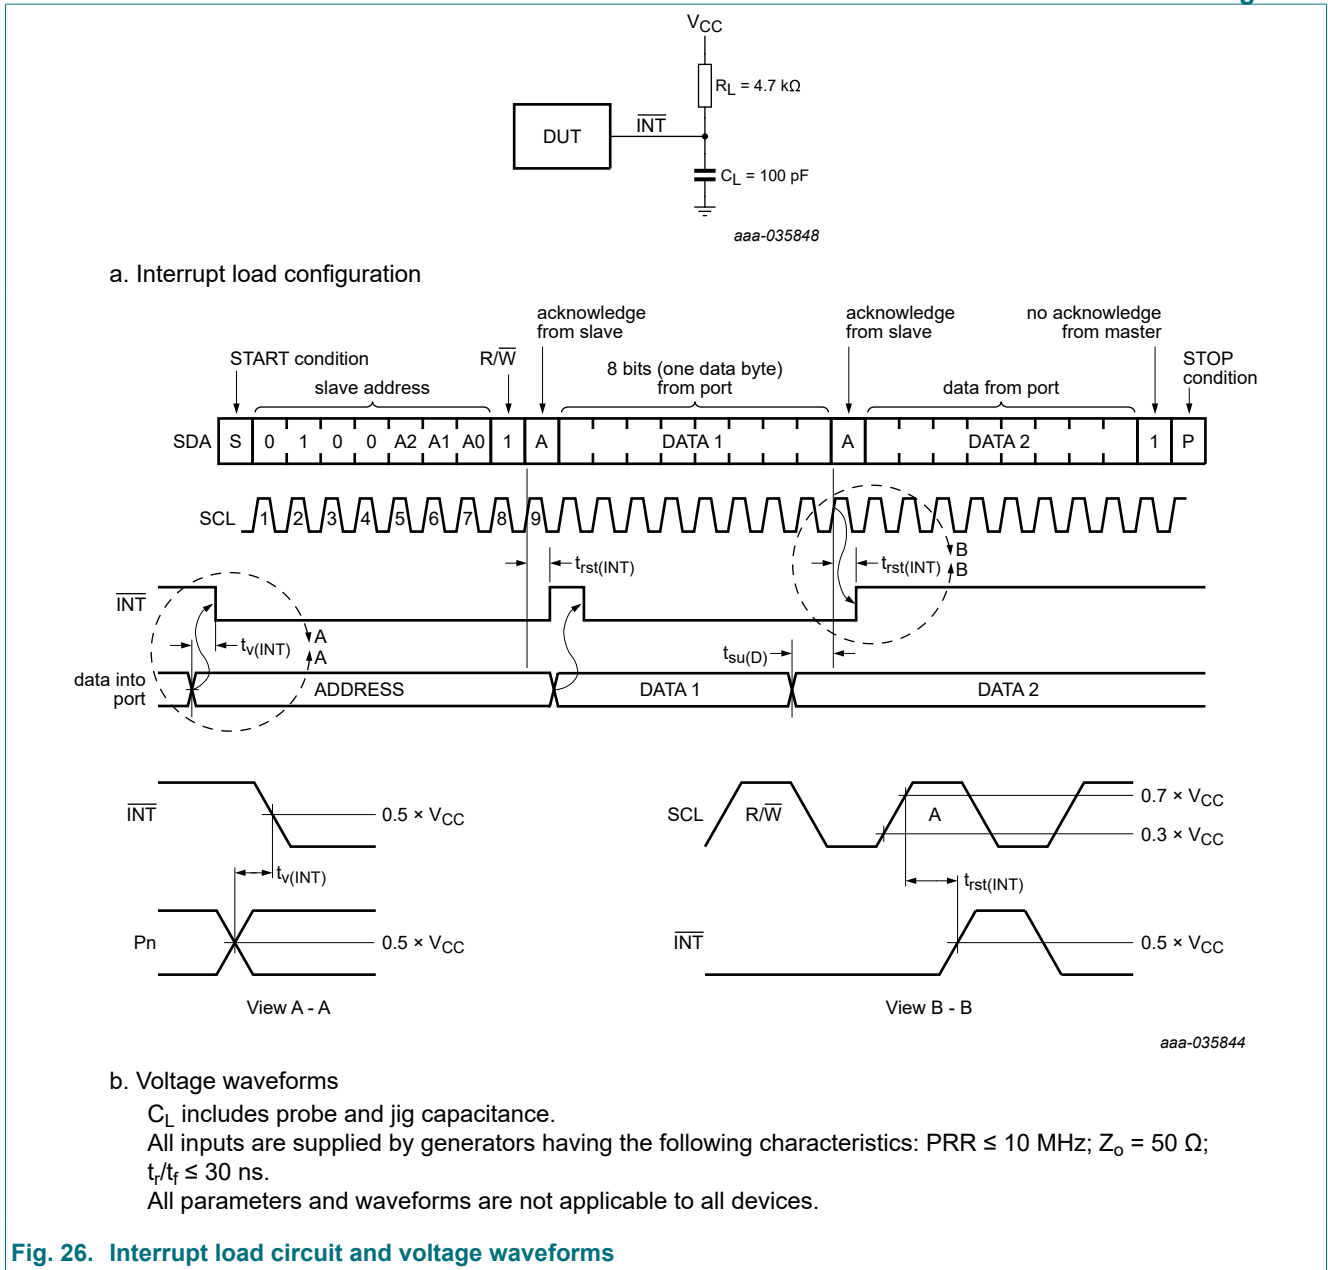 VCC
RL = 4.7 kΩ
DUT
INT
CL = 100 pF
aaa-035848
a. Interrupt load configuration
acknowledge
from slave
acknowledge
from slave
no acknowledge
from master
START condition
R/W
STOP
condition
slave address
8 bits (one data byte)
from port
data from port
SDA S 0 1 0 0 A2 A1 A0 1 A DATA 1 A DATA 2 1 P
SCL 1 2 3 4 5 6 7 8 9
trst(INT)
trst(INT)
B
B
INT
tv(INT)
A
A
tsu(D)
data into
port
ADDRESS
DATA 1
DATA 2
INT
0.5 × VCC
tv(INT)
Pn
0.5 × VCC
View A - A
SCL
R/W
A
0.7 × VCC
0.3 × VCC
trst(INT)
INT
0.5 × VCC
View B - B
aaa-035844
b. Voltage waveforms
CL includes probe and jig capacitance.
All inputs are supplied by generators having the following characteristics: PRR ≤ 10 MHz; Zo = 50 Ω;
tr/tf ≤ 30 ns.
All parameters and waveforms are not applicable to all devices.
Fig. 26. Interrupt load circuit and voltage waveforms